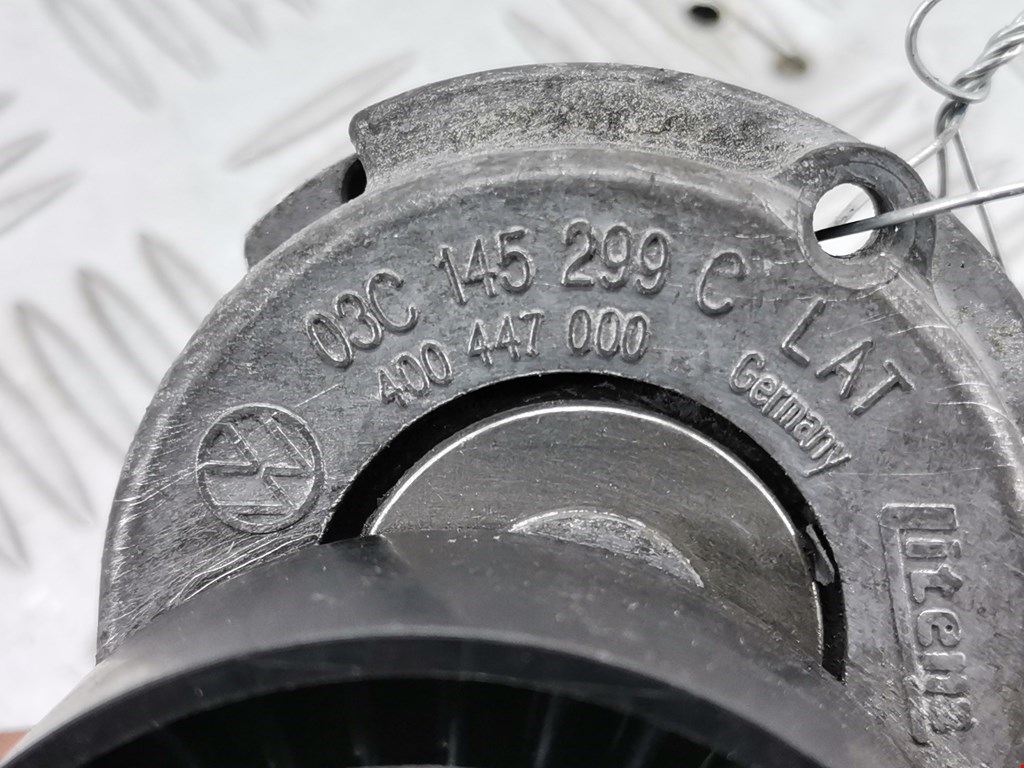 03C 145 299 C LAT
400 447 000
Germany
litens